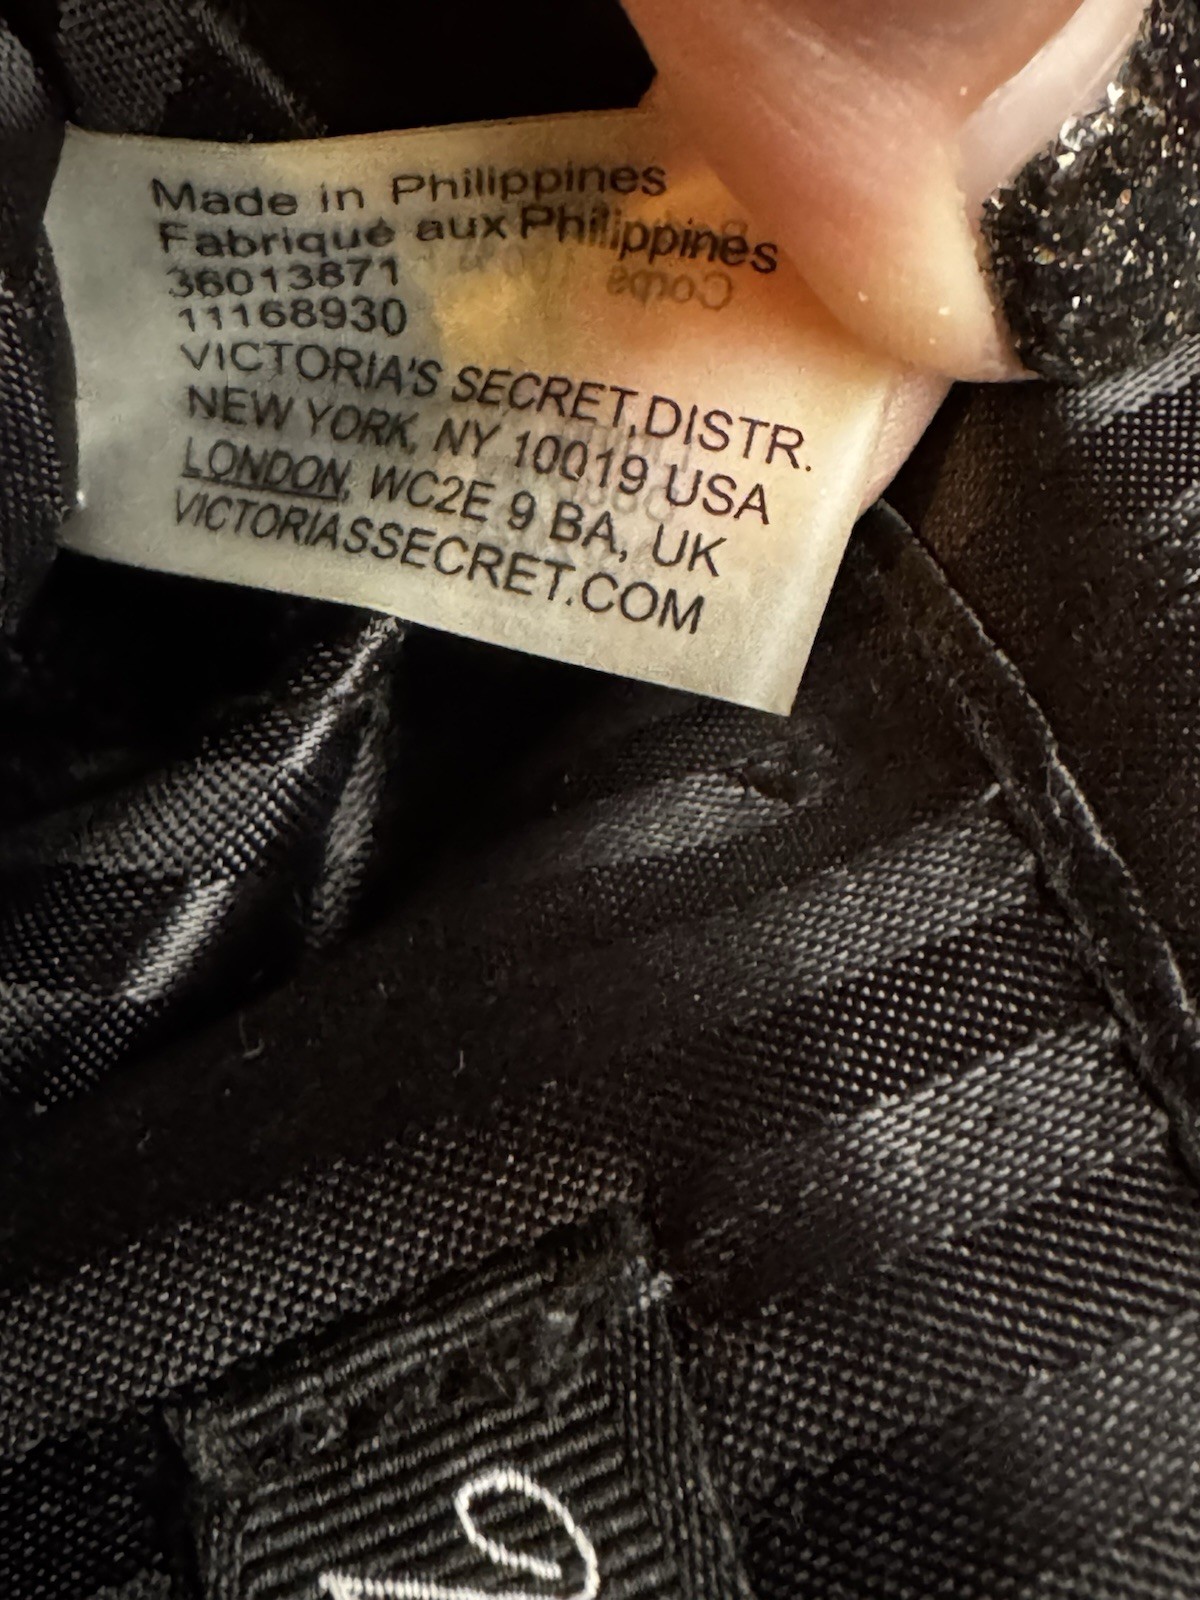 Made in Philippines
Fabriqué aux Philippines
36013871
11168930
VICTORIA'S SECRET,DISTR.
NEW YORK, NY 10019 USA
LONDON, WC2E 9 BA, UK
VICTORIASSECRET.COM